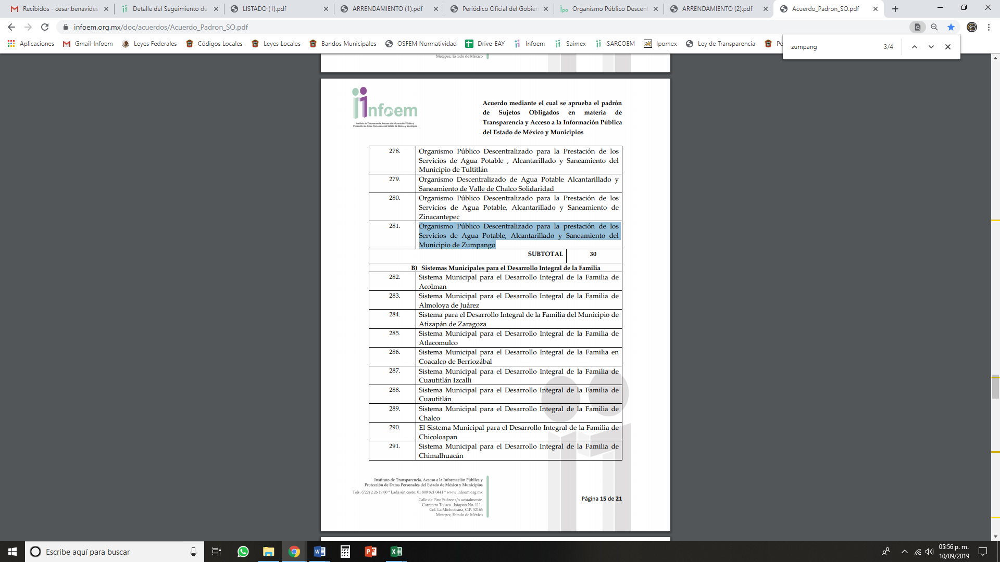 Recibidos - cesar.benavides
Detalle del Seguimiento de
LISTADO (1).pdf
ARRENDAMIENTO (1).pdf
Periódico Oficial del Gobier
Organismo Público Descent
ARRENDAMIENTO (2).pdf
Acuerdo_Padron_SO.pdf
infoem.org.mx/doc/acuerdos/Acuerdo_Padron_SO.pdf
Aplicaciones
Gmail-Infoem
Leyes Federales
Códigos Locales
Leyes Locales
Bandos Municipales
OSFEM Normatividad
Drive-EAY
Infoem
Saimex
SARCOEM
Ipomex
Ley de Transparencia
Po
zumpang 3/4
Metepec, Estado de México
infoem
Instituto de Transparencia, Acceso a la Información Pública y
Protección de Datos Personales del Estado de México y Municipios
Acuerdo mediante el cual se aprueba el padrón
de Sujetos Obligados en materia de
Transparencia y Acceso a la Información Pública
del Estado de México y Municipios
278. Organismo Público Descentralizado para la Prestación de los
Servicios de Agua Potable , Alcantarillado y Saneamiento del
Municipio de Tultitlán
279. Organismo Descentralizado de Agua Potable Alcantarillado y
Saneamiento de Valle de Chalco Solidaridad
280. Organismo Público Descentralizado para la Prestación de los
Servicios de Agua Potable, Alcantarillado y Saneamiento de
Zinacantepec
281. Organismo Público Descentralizado para la prestación de los
Servicios de Agua Potable, Alcantarillado y Saneamiento del
Municipio de Zumpango
SUBTOTAL 30
B) Sistemas Municipales para el Desarrollo Integral de la Familia
282. Sistema Municipal para el Desarrollo Integral de la Familia de
Acolman
283. Sistema Municipal para el Desarrollo Integral de la Familia de
Almoloya de Juárez
284. Sistema para el Desarrollo Integral de la Familia del Municipio de
Atizapán de Zaragoza
285. Sistema Municipal para el Desarrollo Integral de la Familia de
Atlacomulco
286. Sistema Municipal para el Desarrollo Integral de la Familia en
Coacalco de Berriozábal
287. Sistema Municipal para el Desarrollo Integral de la Familia de
Cuautitlán Izcalli
288. Sistema Municipal para el Desarrollo Integral de la Familia de
Cuautitlán
289. Sistema Municipal para el Desarrollo Integral de la Familia de
Chalco
290. El Sistema Municipal para el Desarrollo Integral de la Familia de
Chicoloapan
291. Sistema Municipal para el Desarrollo Integral de la Familia de
Chimalhuacán
Instituto de Transparencia, Acceso a la Información Pública y
Protección de Datos Personales del Estado de México y Municipios
Tels. (722) 2 26 19 80 * Lada sin costo: 01 800 821 0441 * www.infoem.org.mx
Calle de Pino Suárez s/n actualmente
Carretera Toluca - Ixtapan No. 111,
Col. La Michoacana, C.P. 52166
Metepec, Estado de México
Página 15 de 21
Escribe aquí para buscar
05:56 p. m.
10/09/2019